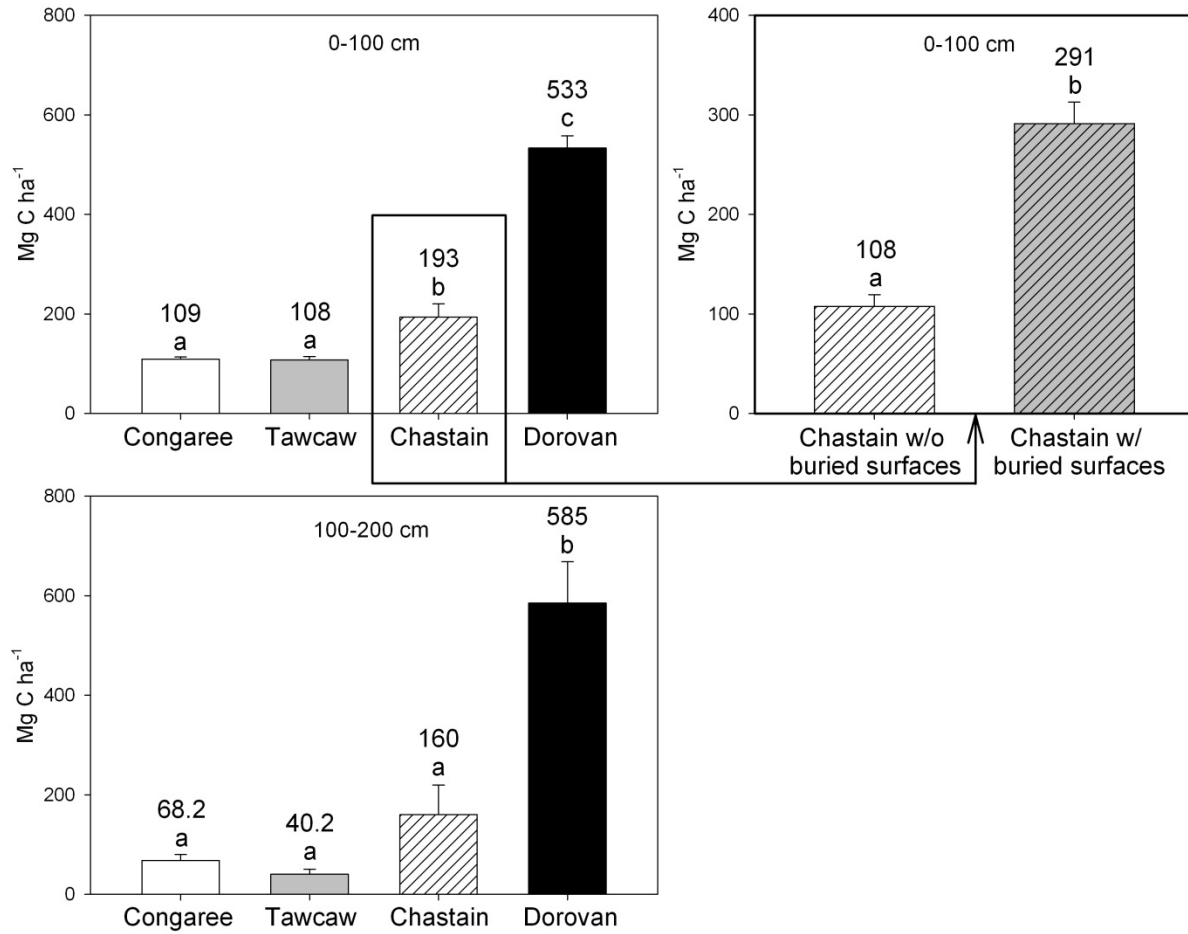 0-100 cm
Mg C ha⁻¹
800
600
400
200
0
109
a
108
a
193
b
533
c
Congaree
Tawcaw
Chastain
Dorovan
0-100 cm
Mg C ha⁻¹
400
300
200
100
0
108
a
291
b
Chastain w/o
buried surfaces
Chastain w/
buried surfaces
100-200 cm
Mg C ha⁻¹
800
600
400
200
0
68.2
a
40.2
a
160
a
585
b
Congaree
Tawcaw
Chastain
Dorovan